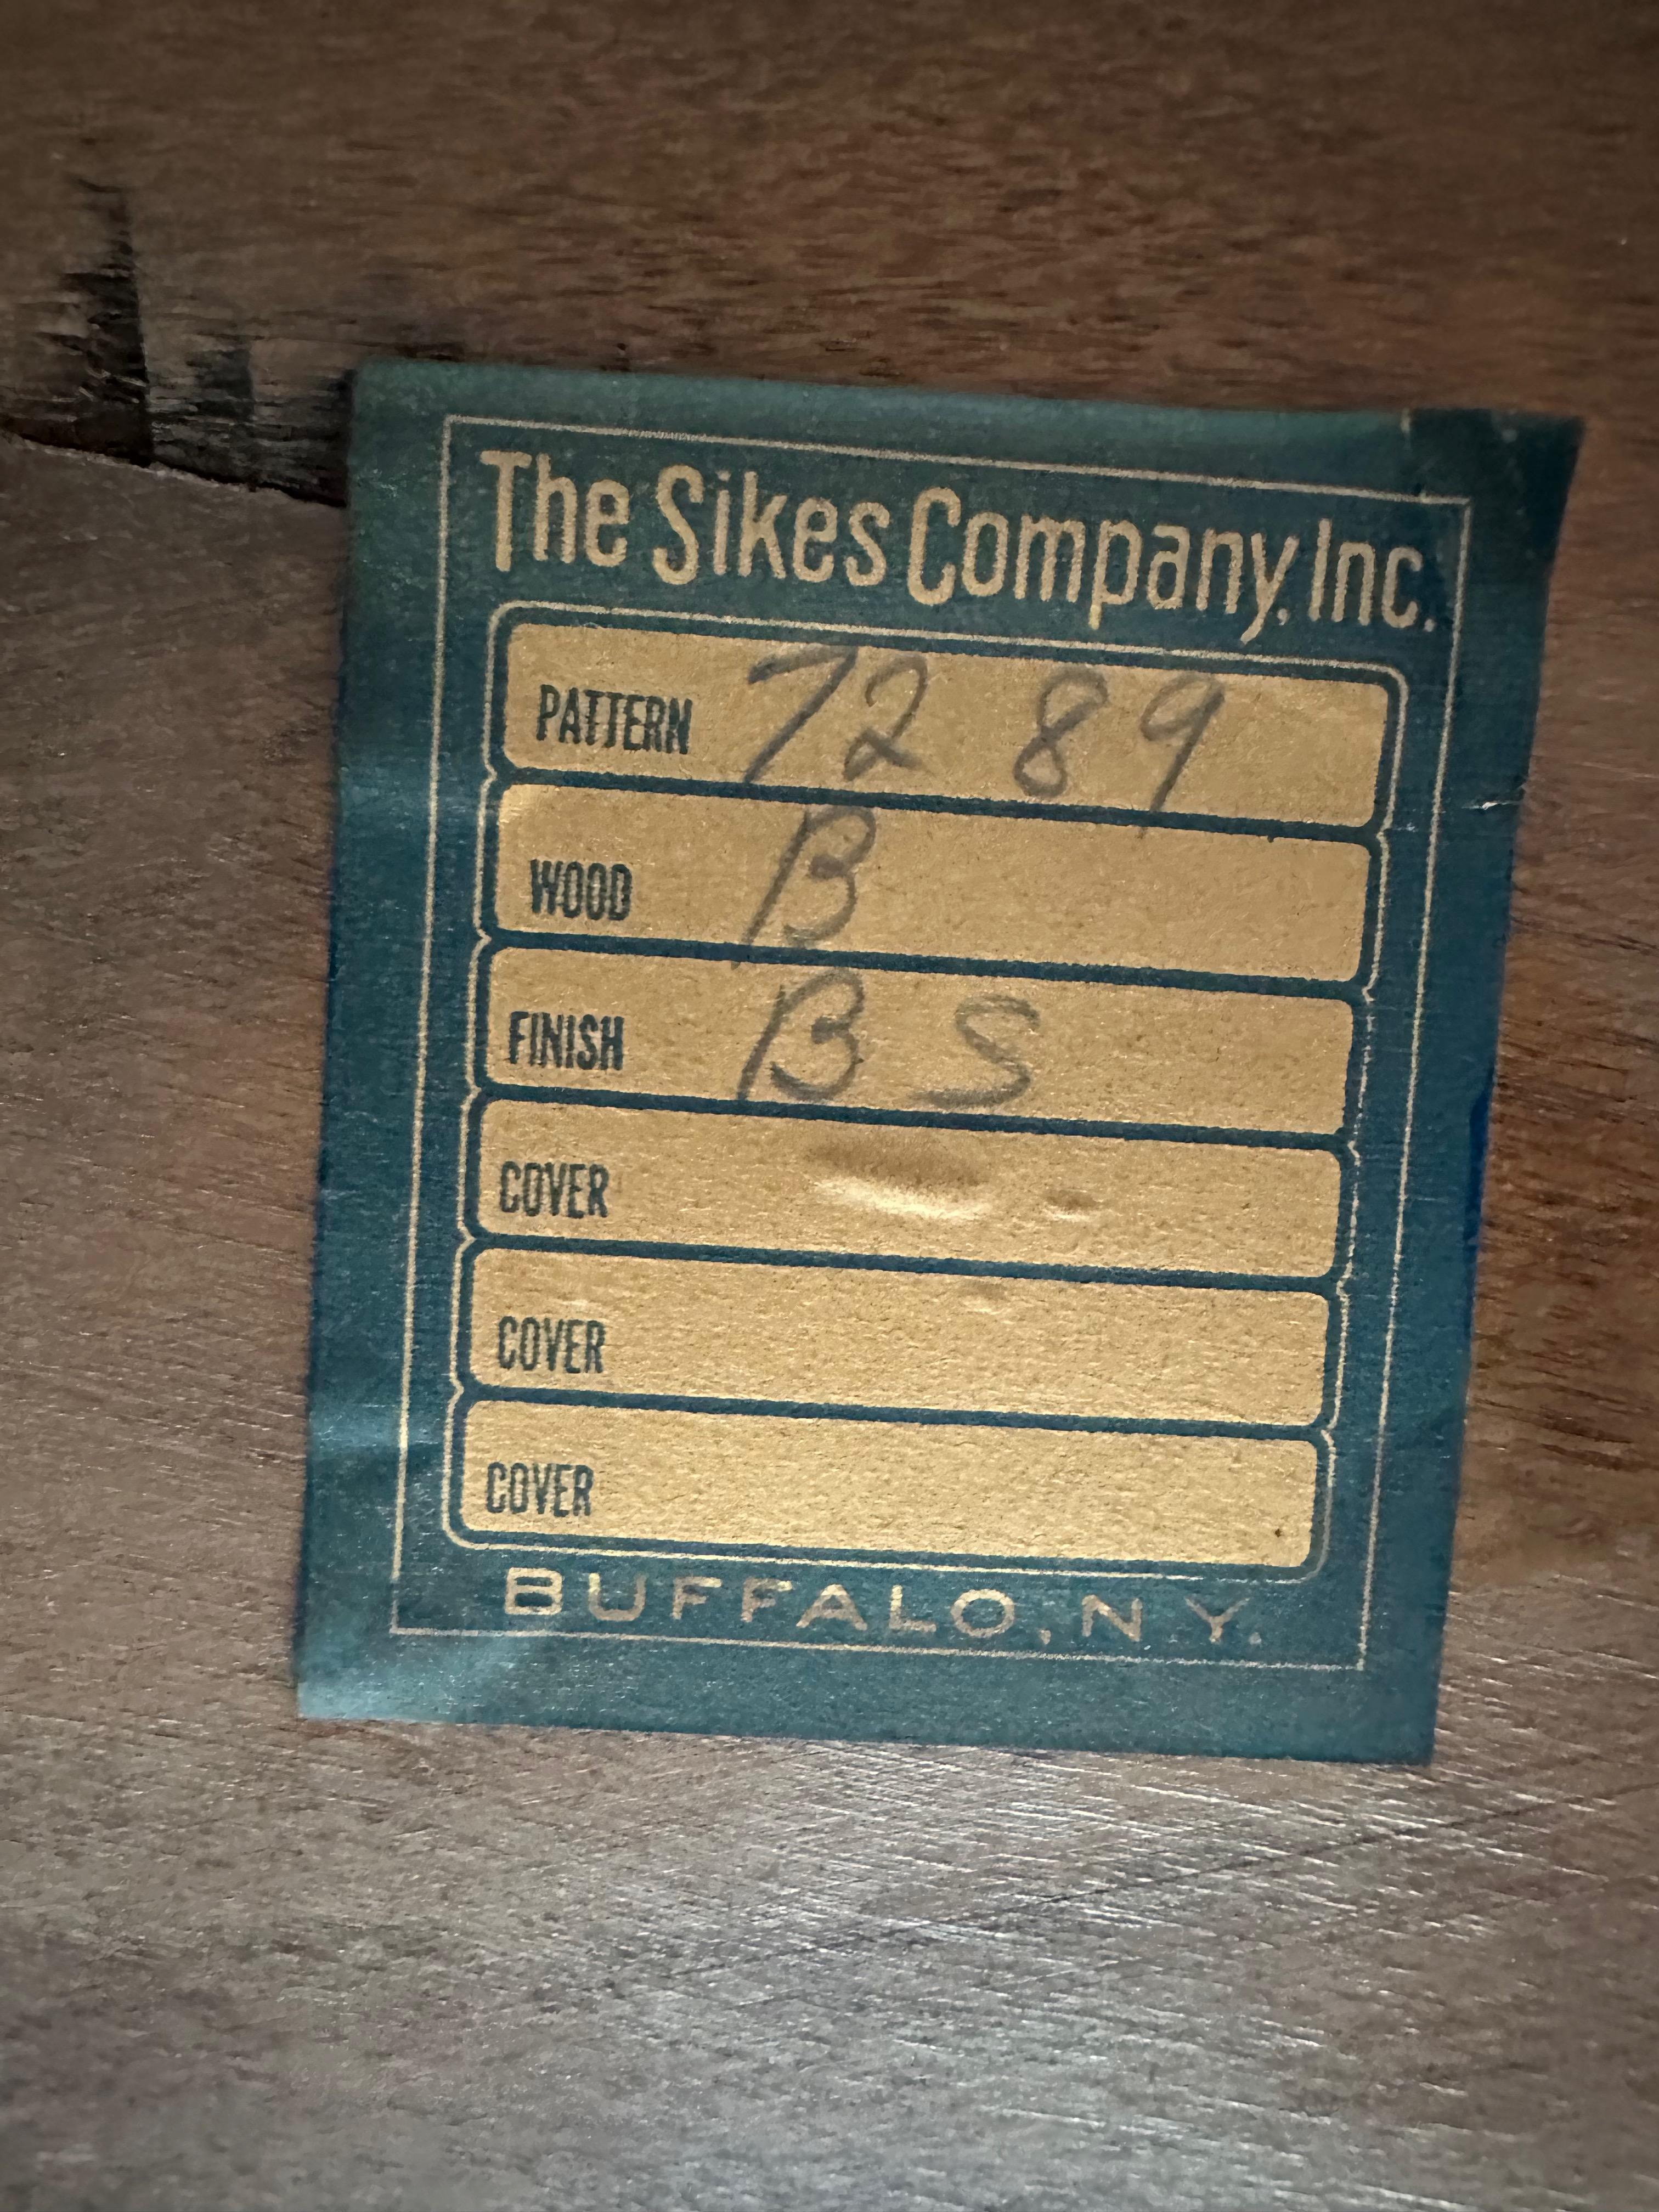 The Sikes Company, Inc.
PATTERN 7289
WOOD B
FINISH BS
COVER
COVER
COVER
BUFFALO, N.Y.